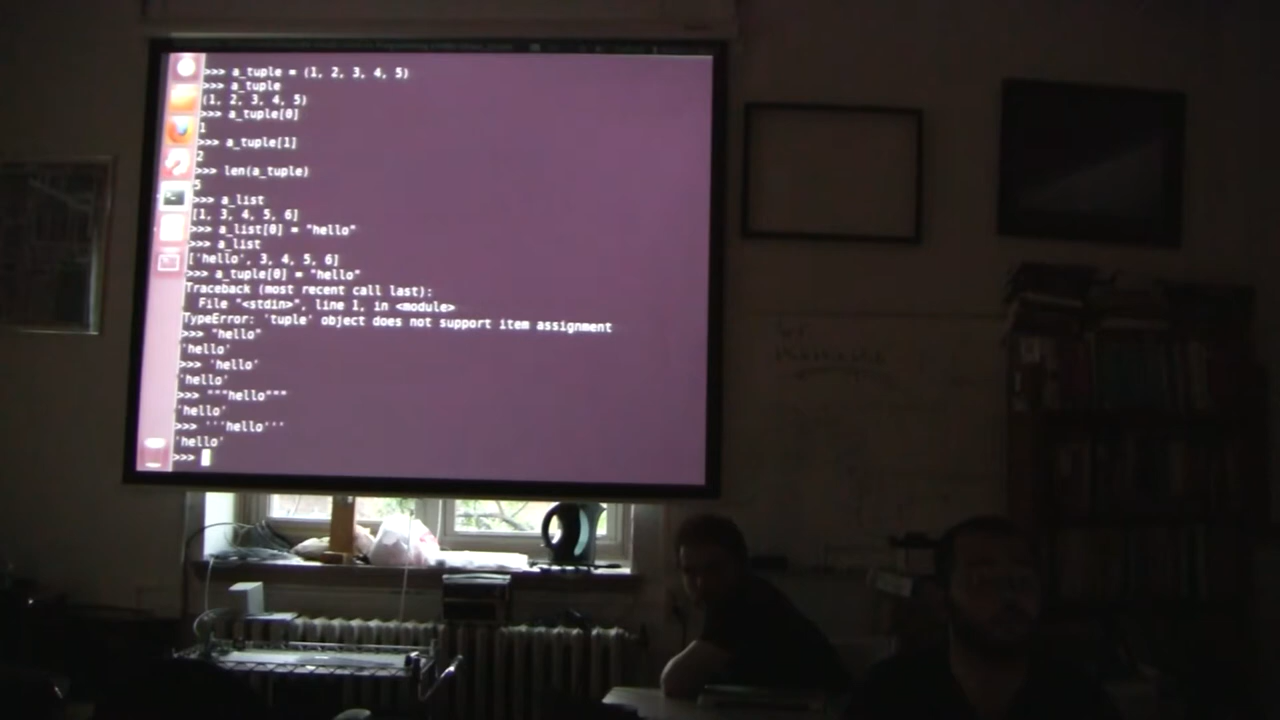 >>> a_tuple = (1, 2, 3, 4, 5)
>>> a_tuple
(1, 2, 3, 4, 5)
>>> a_tuple[0]
1
>>> a_tuple[1]
2
>>> len(a_tuple)
5
>>> a_list
[1, 3, 4, 5, 6]
>>> a_list[0] = "hello"
>>> a_list
['hello', 3, 4, 5, 6]
>>> a_tuple[0] = "hello"
Traceback (most recent call last):
  File "<stdin>", line 1, in <module>
TypeError: 'tuple' object does not support item assignment
>>> "hello"
'hello'
>>> 'hello'
'hello'
>>> """hello"""
'hello'
>>> '''hello'''
'hello'
>>>